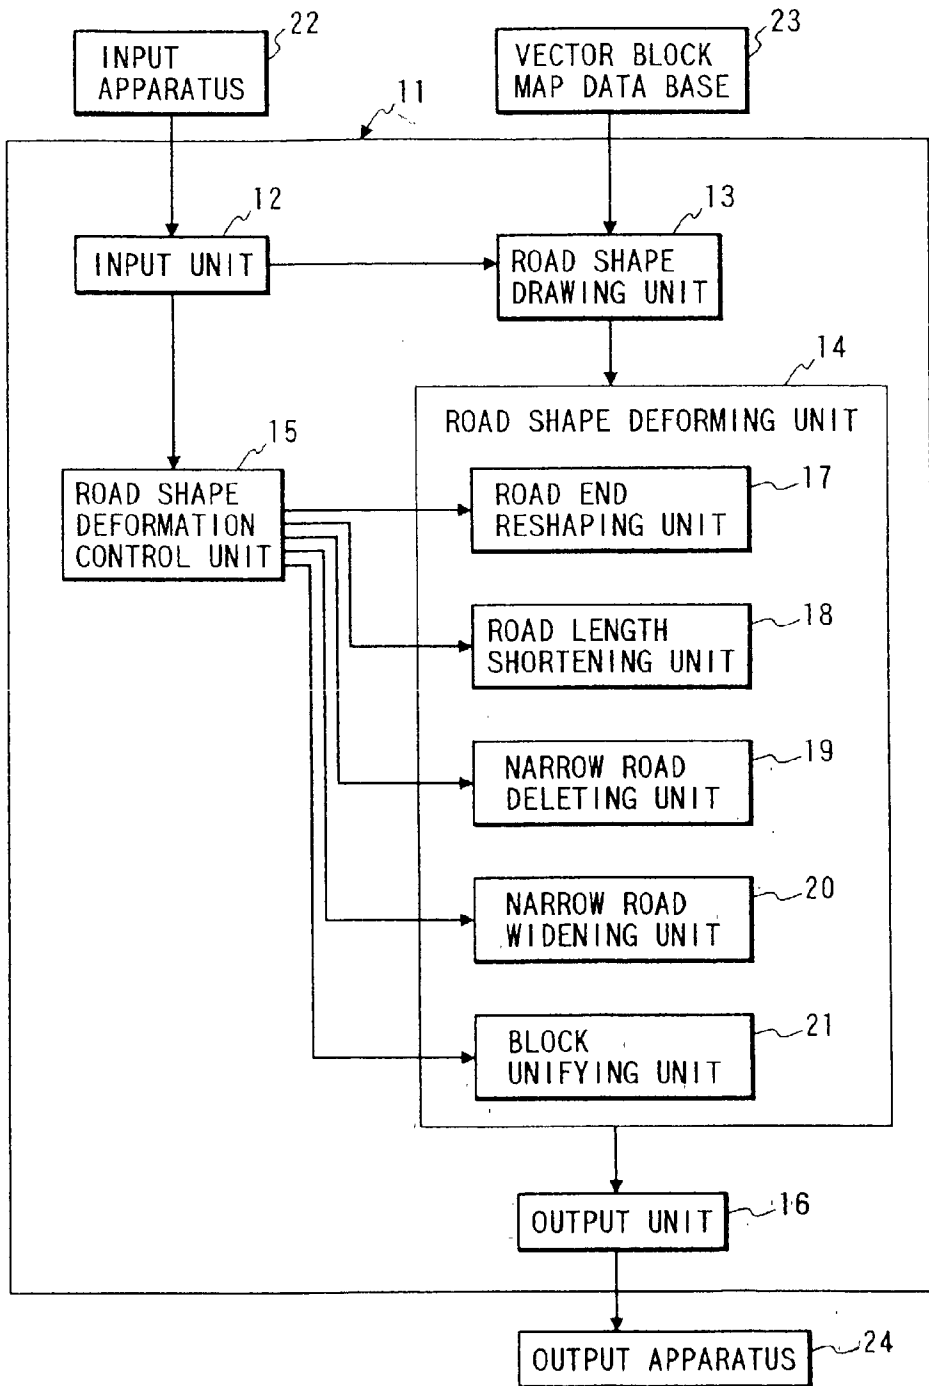 22
INPUT
APPARATUS
23
VECTOR BLOCK
MAP DATA BASE
11
12
INPUT UNIT
13
ROAD SHAPE
DRAWING UNIT
14
ROAD SHAPE DEFORMING UNIT
15
ROAD SHAPE
DEFORMATION
CONTROL UNIT
17
ROAD END
RESHAPING UNIT
18
ROAD LENGTH
SHORTENING UNIT
19
NARROW ROAD
DELETING UNIT
20
NARROW ROAD
WIDENING UNIT
21
BLOCK
UNIFYING UNIT
16
OUTPUT UNIT
24
OUTPUT APPARATUS